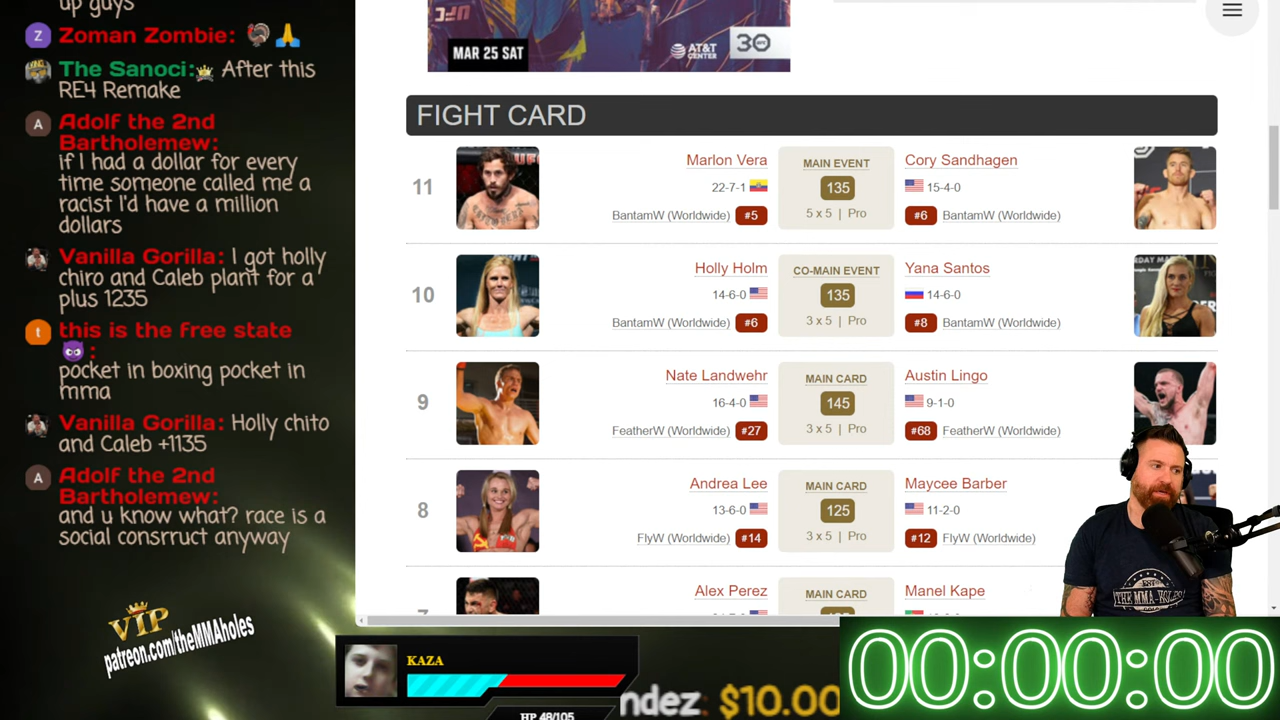 up guys
Zoman Zombie:
The Sanoci: After this
RE4 Remake
Adolf the 2nd
Bartholomew:
if I had a dollar for every
time someone called me a
racist I'd have a million
dollars
Vanilla Gorilla: I got holly
chiro and Caleb plant for a
plus 1235
this is the free state
:
pocket in boxing pocket in
mma
Vanilla Gorilla: Holly chito
and Caleb +1135
Adolf the 2nd
Bartholemew:
and u know what? race is a
social consrruct anyway
VIP
patreon.com/theMMAholes
MAR 25 SAT
AT&T
CENTER
30
FIGHT CARD
11
Marlon Vera
22-7-1
BantamW (Worldwide) #5
MAIN EVENT
135
5 x 5 | Pro
Cory Sandhagen
15-4-0
#6 BantamW (Worldwide)
10
Holly Holm
14-6-0
BantamW (Worldwide) #6
CO-MAIN EVENT
135
3 x 5 | Pro
Yana Santos
14-6-0
#8 BantamW (Worldwide)
9
Nate Landwehr
16-4-0
FeatherW (Worldwide) #27
MAIN CARD
145
3 x 5 | Pro
Austin Lingo
9-1-0
#68 FeatherW (Worldwide)
8
Andrea Lee
13-6-0
FlyW (Worldwide) #14
MAIN CARD
125
3 x 5 | Pro
Maycee Barber
11-2-0
#12 FlyW (Worldwide)
Alex Perez
MAIN CARD
Manel Kape
THE MMA-HOLES
KAZA
HP 48/105
ndez: $10.00
00:00:00